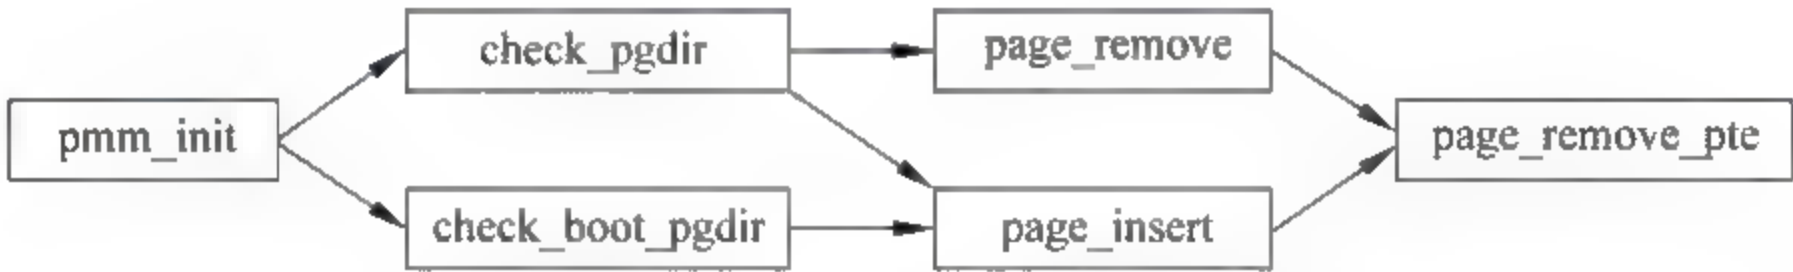 check_pgdir
page_remove
pmm_init
page_remove_pte
check_boot_pgdir
page_insert